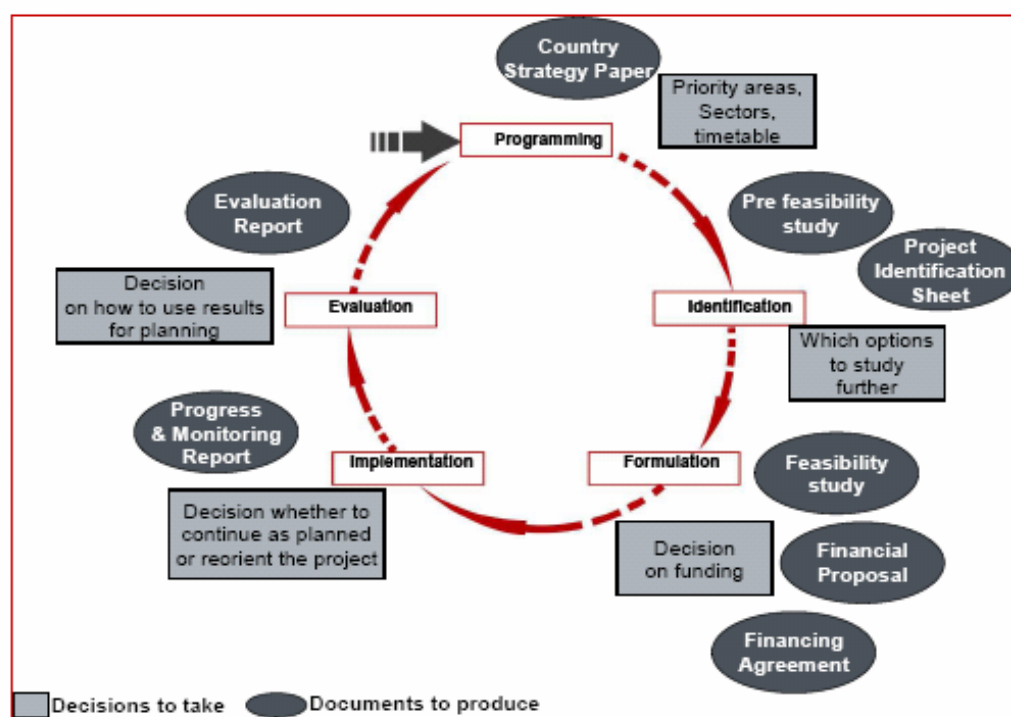 Country
Strategy Paper
Priority areas,
Sectors,
timetable
Programming
Evaluation
Report
Pre feasibility
study
Project
Identification
Sheet
Decision
on how to use results
for planning
Evaluation
Identification
Which options
to study
further
Progress
& Monitoring
Report
Implementation
Formulation
Feasibility
study
Decision whether to
continue as planned
or reorient the project
Decision
on funding
Financial
Proposal
Financing
Agreement
Decisions to take
Documents to produce